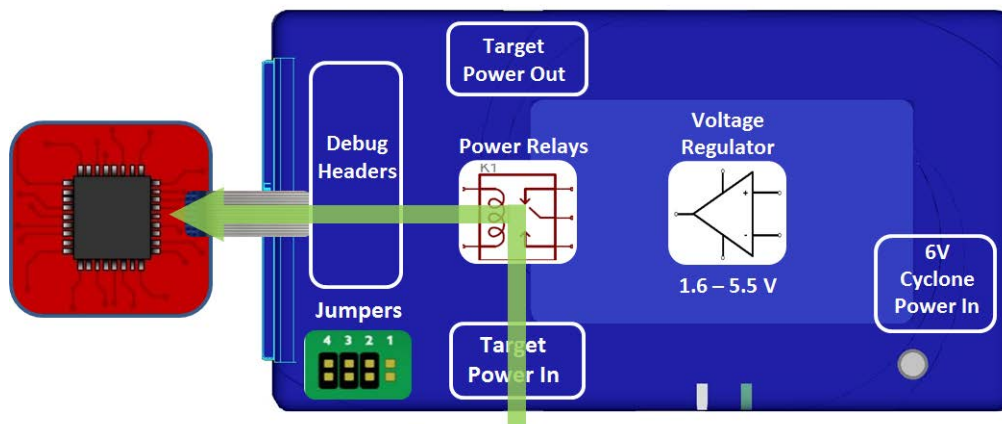 Target
Power Out
Debug
Headers
Power Relays
K1
Voltage
Regulator
+
-
1.6 – 5.5 V
6V
Cyclone
Power In
Jumpers
4 3 2 1
Target
Power In